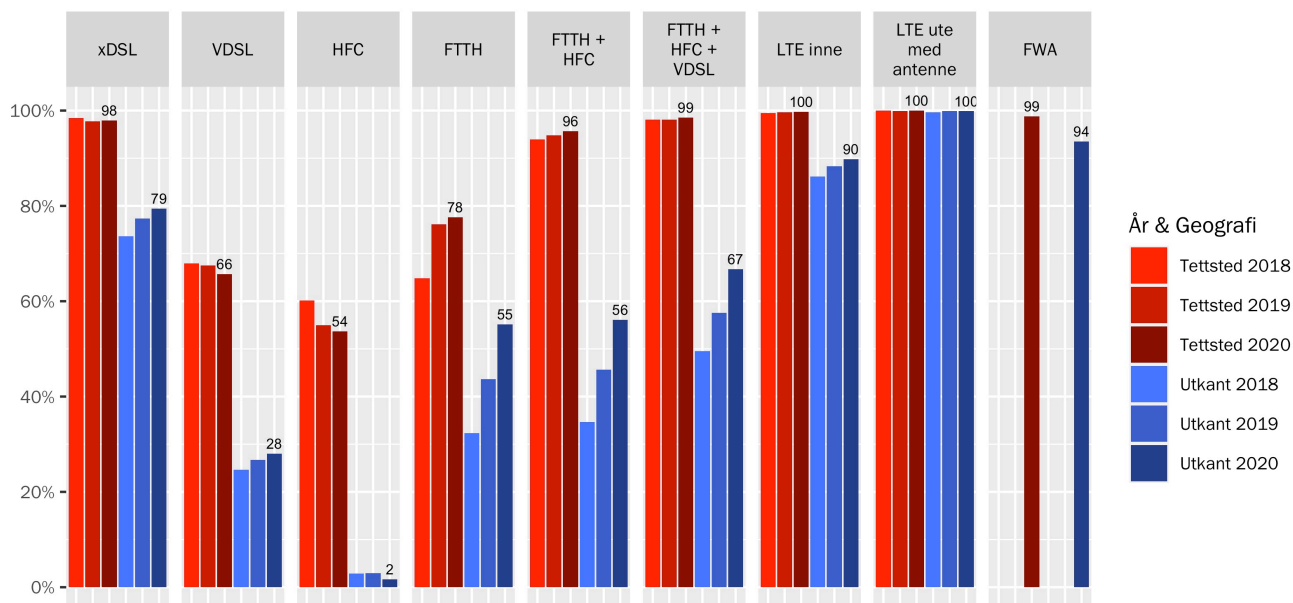 xDSL
VDSL
HFC
FTTH
FTTH +
HFC
FTTH +
HFC +
VDSL
LTE inne
LTE ute
med
antenne
FWA
100%
80%
60%
40%
20%
0%
98
79
66
28
54
2
78
55
96
56
99
67
100
90
100
100
99
94
År & Geografi
Tettsted 2018
Tettsted 2019
Tettsted 2020
Utkant 2018
Utkant 2019
Utkant 2020